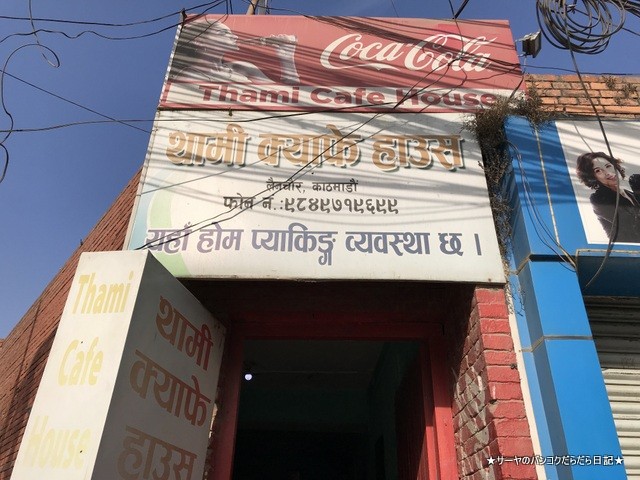 Coca-Cola
Thami Cafe House
थामी क्याफे हाउस
लैनचौर, काठमाडौं
फोन नं.:९८४९७१९६९९
यहाँ होम प्याकिङ्ग व्यवस्था छ ।
Thami
Cafe
House
थामी
क्याफे
हाउस
★サーヤのバンコクだらだら日記★